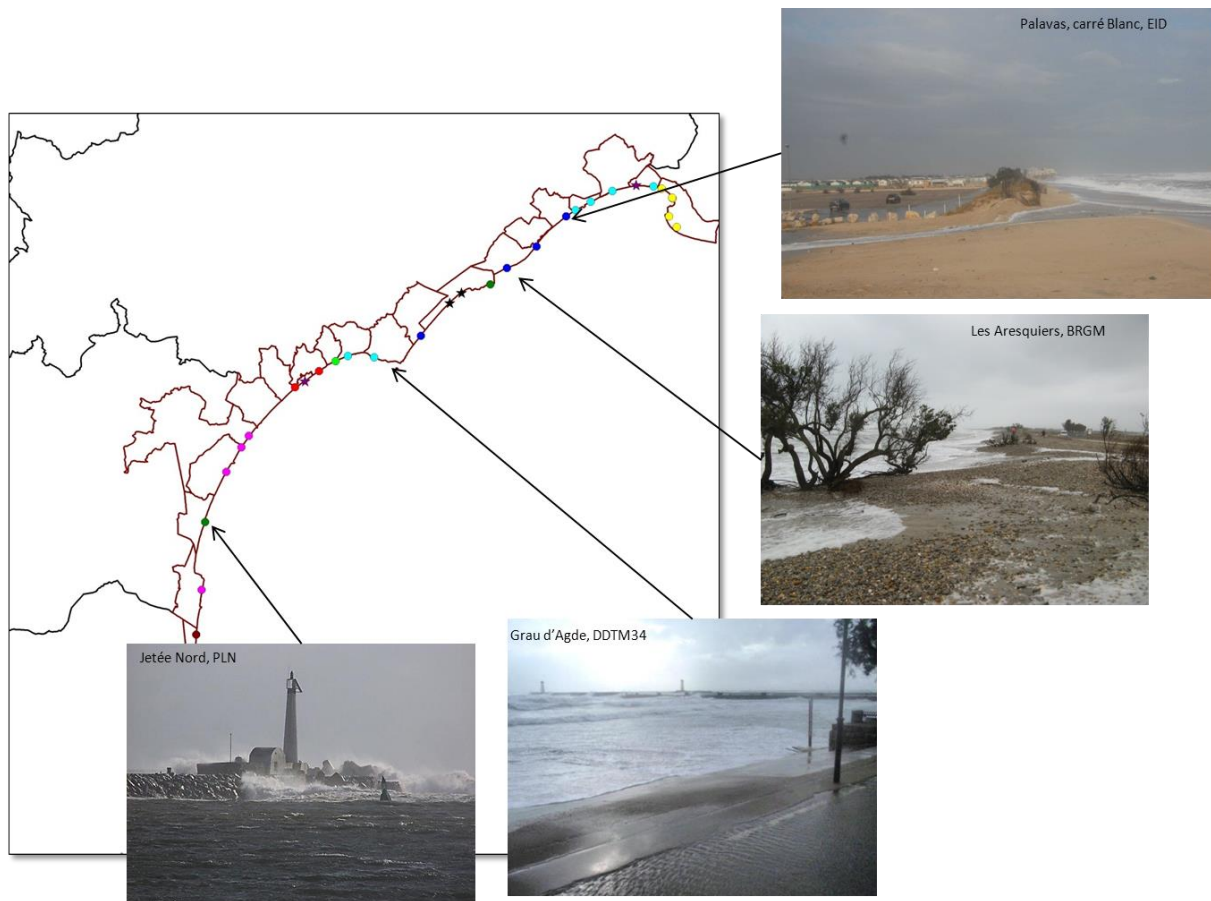 Palavas, carré Blanc, EID
Les Aresquiers, BRGM
Grau d'Agde, DDTM34
Jetée Nord, PLN